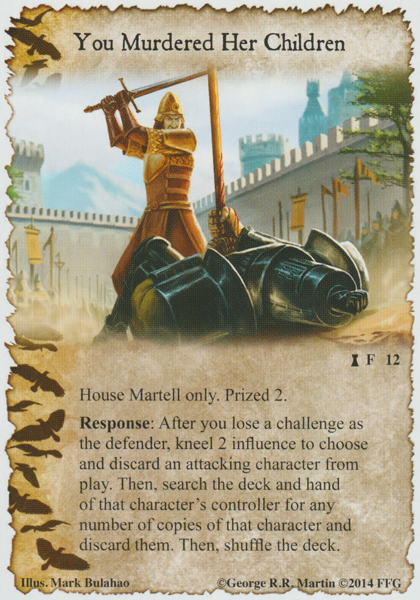 You Murdered Her Children
F 12
House Martell only. Prized 2.
Response: After you lose a challenge as
the defender, kneel 2 influence to choose
and discard an attacking character from
play. Then, search the deck and hand
of that character's controller for any
number of copies of that character and
discard them. Then, shuffle the deck.
Illus. Mark Bulahao ©George R.R. Martin ©2014 FFG